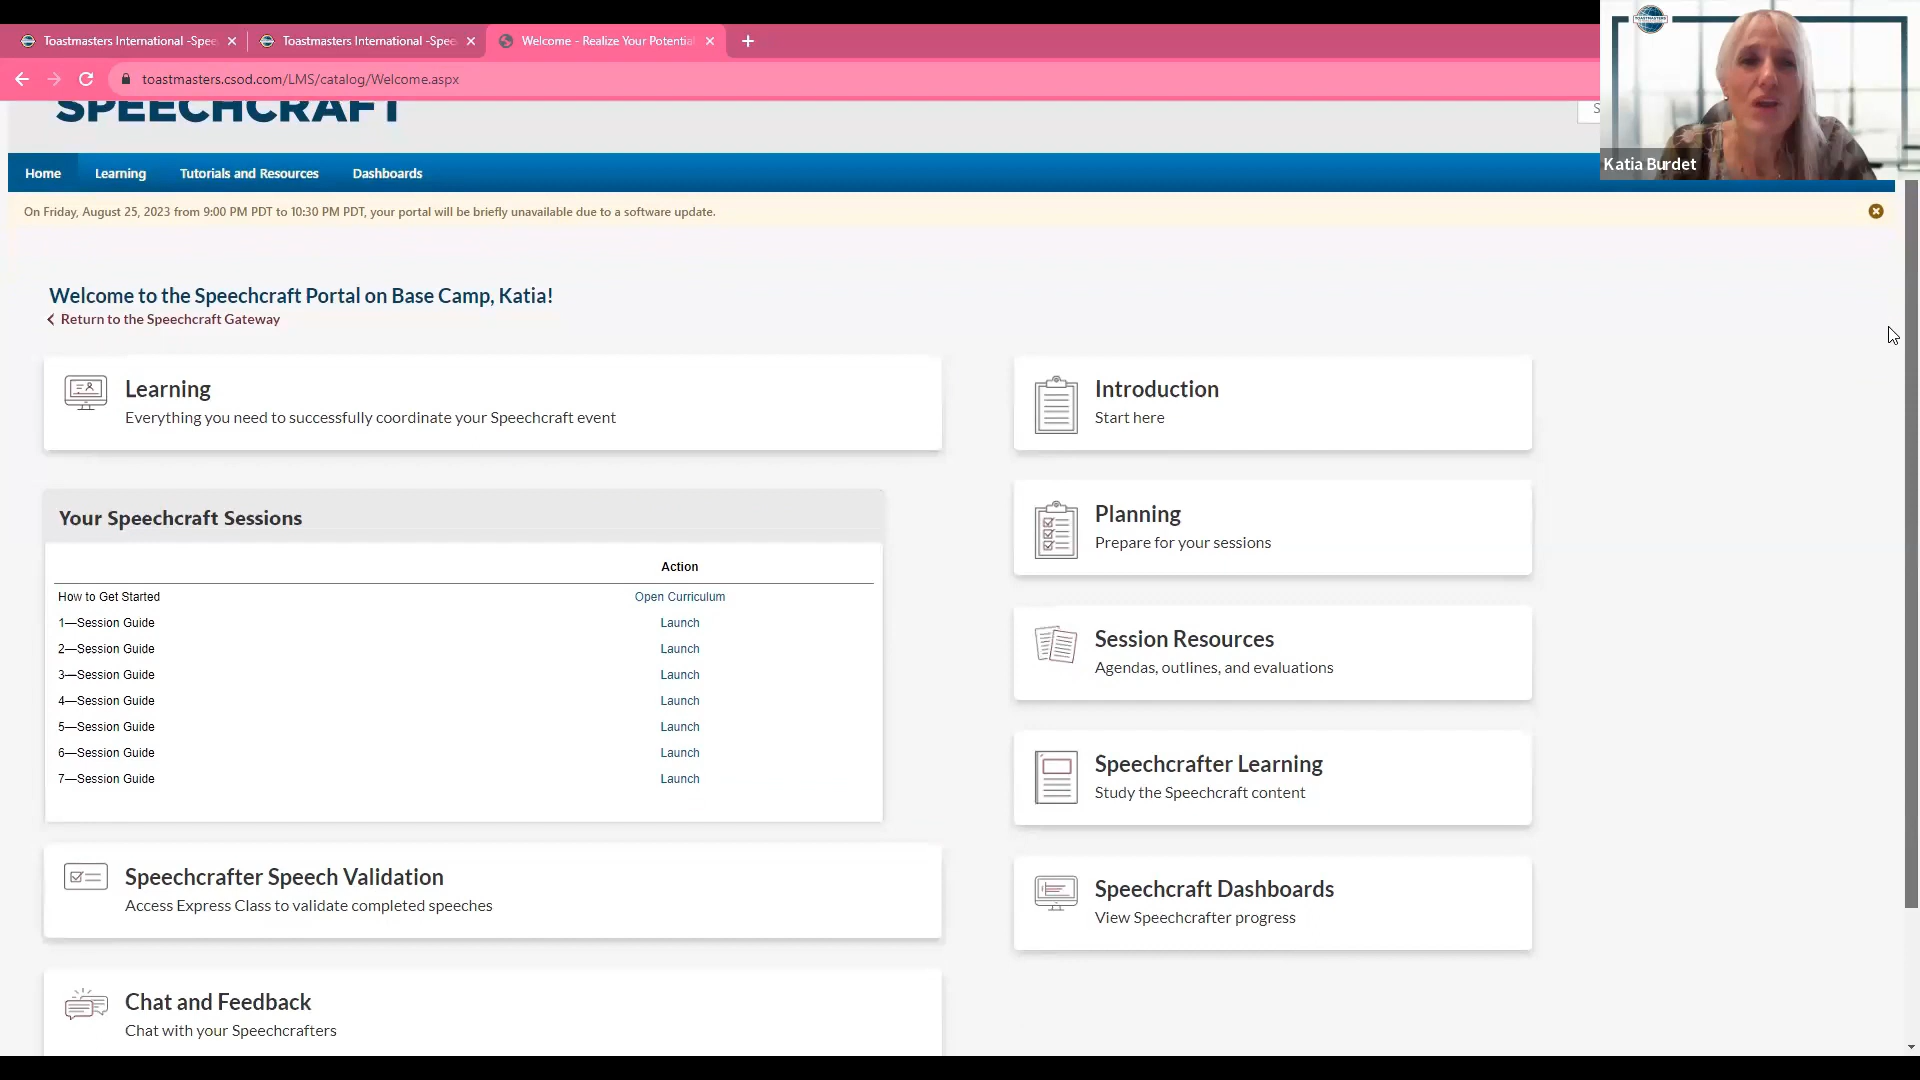 Toastmasters International -Spee
Toastmasters International -Spee
Welcome - Realize Your Potentia
toastmasters.csod.com/LMS/catalog/Welcome.aspx
TOASTMASTERS
Katia Burdet
SPEECHCRAFT
S
Home
Learning
Tutorials and Resources
Dashboards
On Friday, August 25, 2023 from 9:00 PM PDT to 10:30 PM PDT, your portal will be briefly unavailable due to a software update.
Welcome to the Speechcraft Portal on Base Camp, Katia!
Return to the Speechcraft Gateway
Learning
Everything you need to successfully coordinate your Speechcraft event
Your Speechcraft Sessions
Action
How to Get Started Open Curriculum
1—Session Guide Launch
2—Session Guide Launch
3—Session Guide Launch
4—Session Guide Launch
5—Session Guide Launch
6—Session Guide Launch
7—Session Guide Launch
Speechcrafter Speech Validation
Access Express Class to validate completed speeches
Chat and Feedback
Chat with your Speechcrafters
Introduction
Start here
Planning
Prepare for your sessions
Session Resources
Agendas, outlines, and evaluations
Speechcrafter Learning
Study the Speechcraft content
Speechcraft Dashboards
View Speechcrafter progress